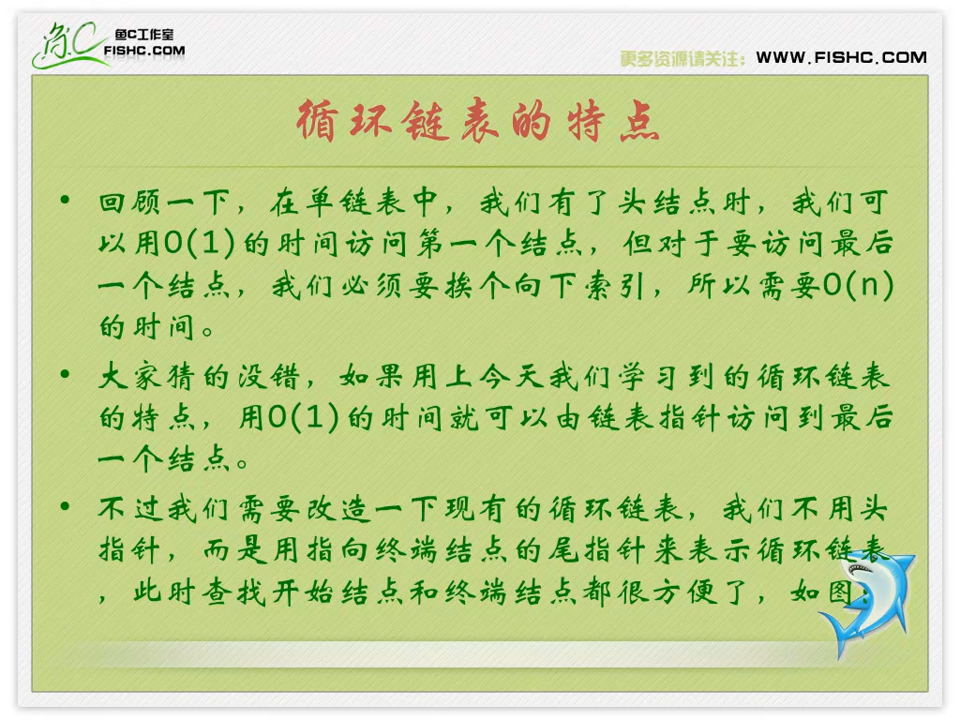 鱼C
鱼C工作室
FISHC.COM
更多资源请关注：WWW.FISHC.COM
循环链表的特点
• 回顾一下，在单链表中，我们有了头结点时，我们可
以用O(1)的时间访问第一个结点，但对于要访问最后
一个结点，我们必须要挨个向下索引，所以需要O(n)
的时间。
• 大家猜的没错，如果用上今天我们学习到的循环链表
的特点，用O(1)的时间就可以由链表指针访问到最后
一个结点。
• 不过我们需要改造一下现有的循环链表，我们不用头
指针，而是用指向终端结点的尾指针来表示循环链表
，此时查找开始结点和终端结点都很方便了，如图：